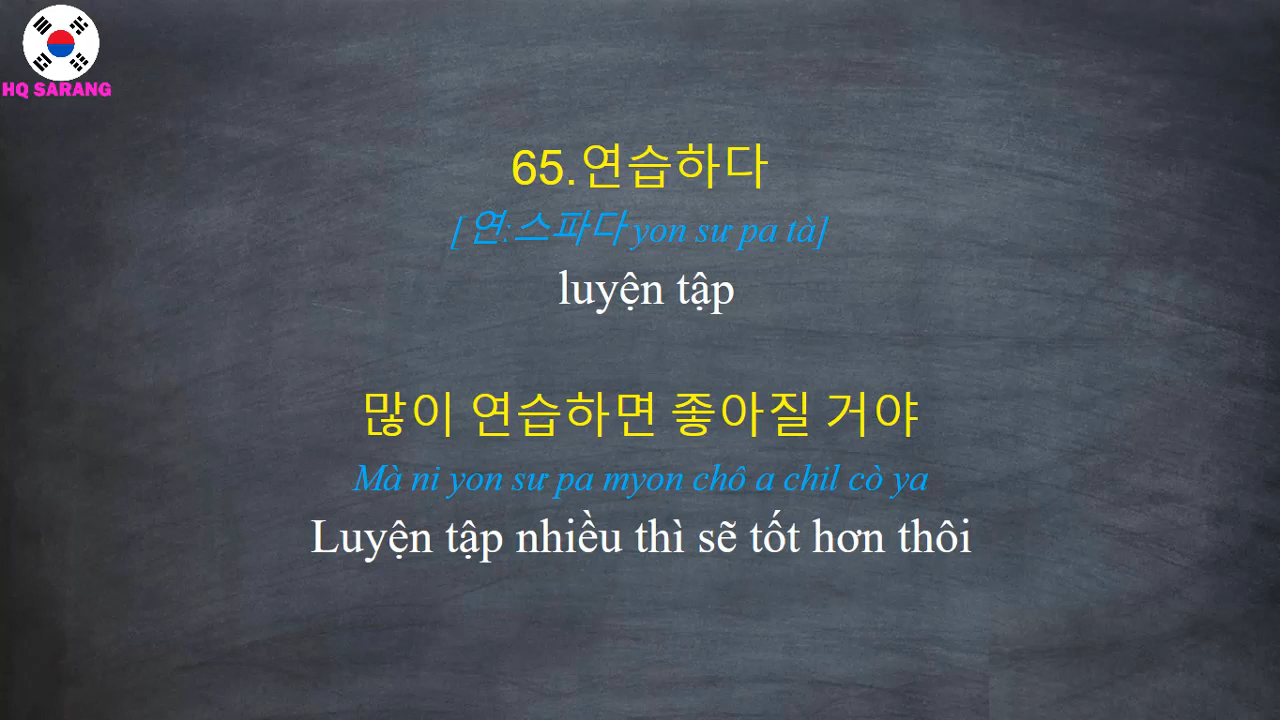 HQ SARANG
65.연습하다
[연:스파다 yon sư pa tà]
luyện tập
많이 연습하면 좋아질 거야
Mà ni yon sư pa myon chô a chil cò ya
Luyện tập nhiều thì sẽ tốt hơn thôi